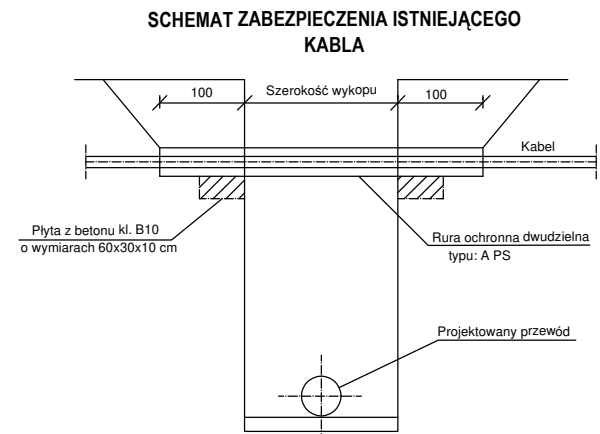 SCHEMAT ZABEZPIECZENIA ISTNIEJĄCEGO
KABLA
100
Szerokość wykopu
100
Kabel
Płyta z betonu kl. B10
o wymiarach 60x30x10 cm
Rura ochronna dwudzielna
typu: A PS
Projektowany przewód